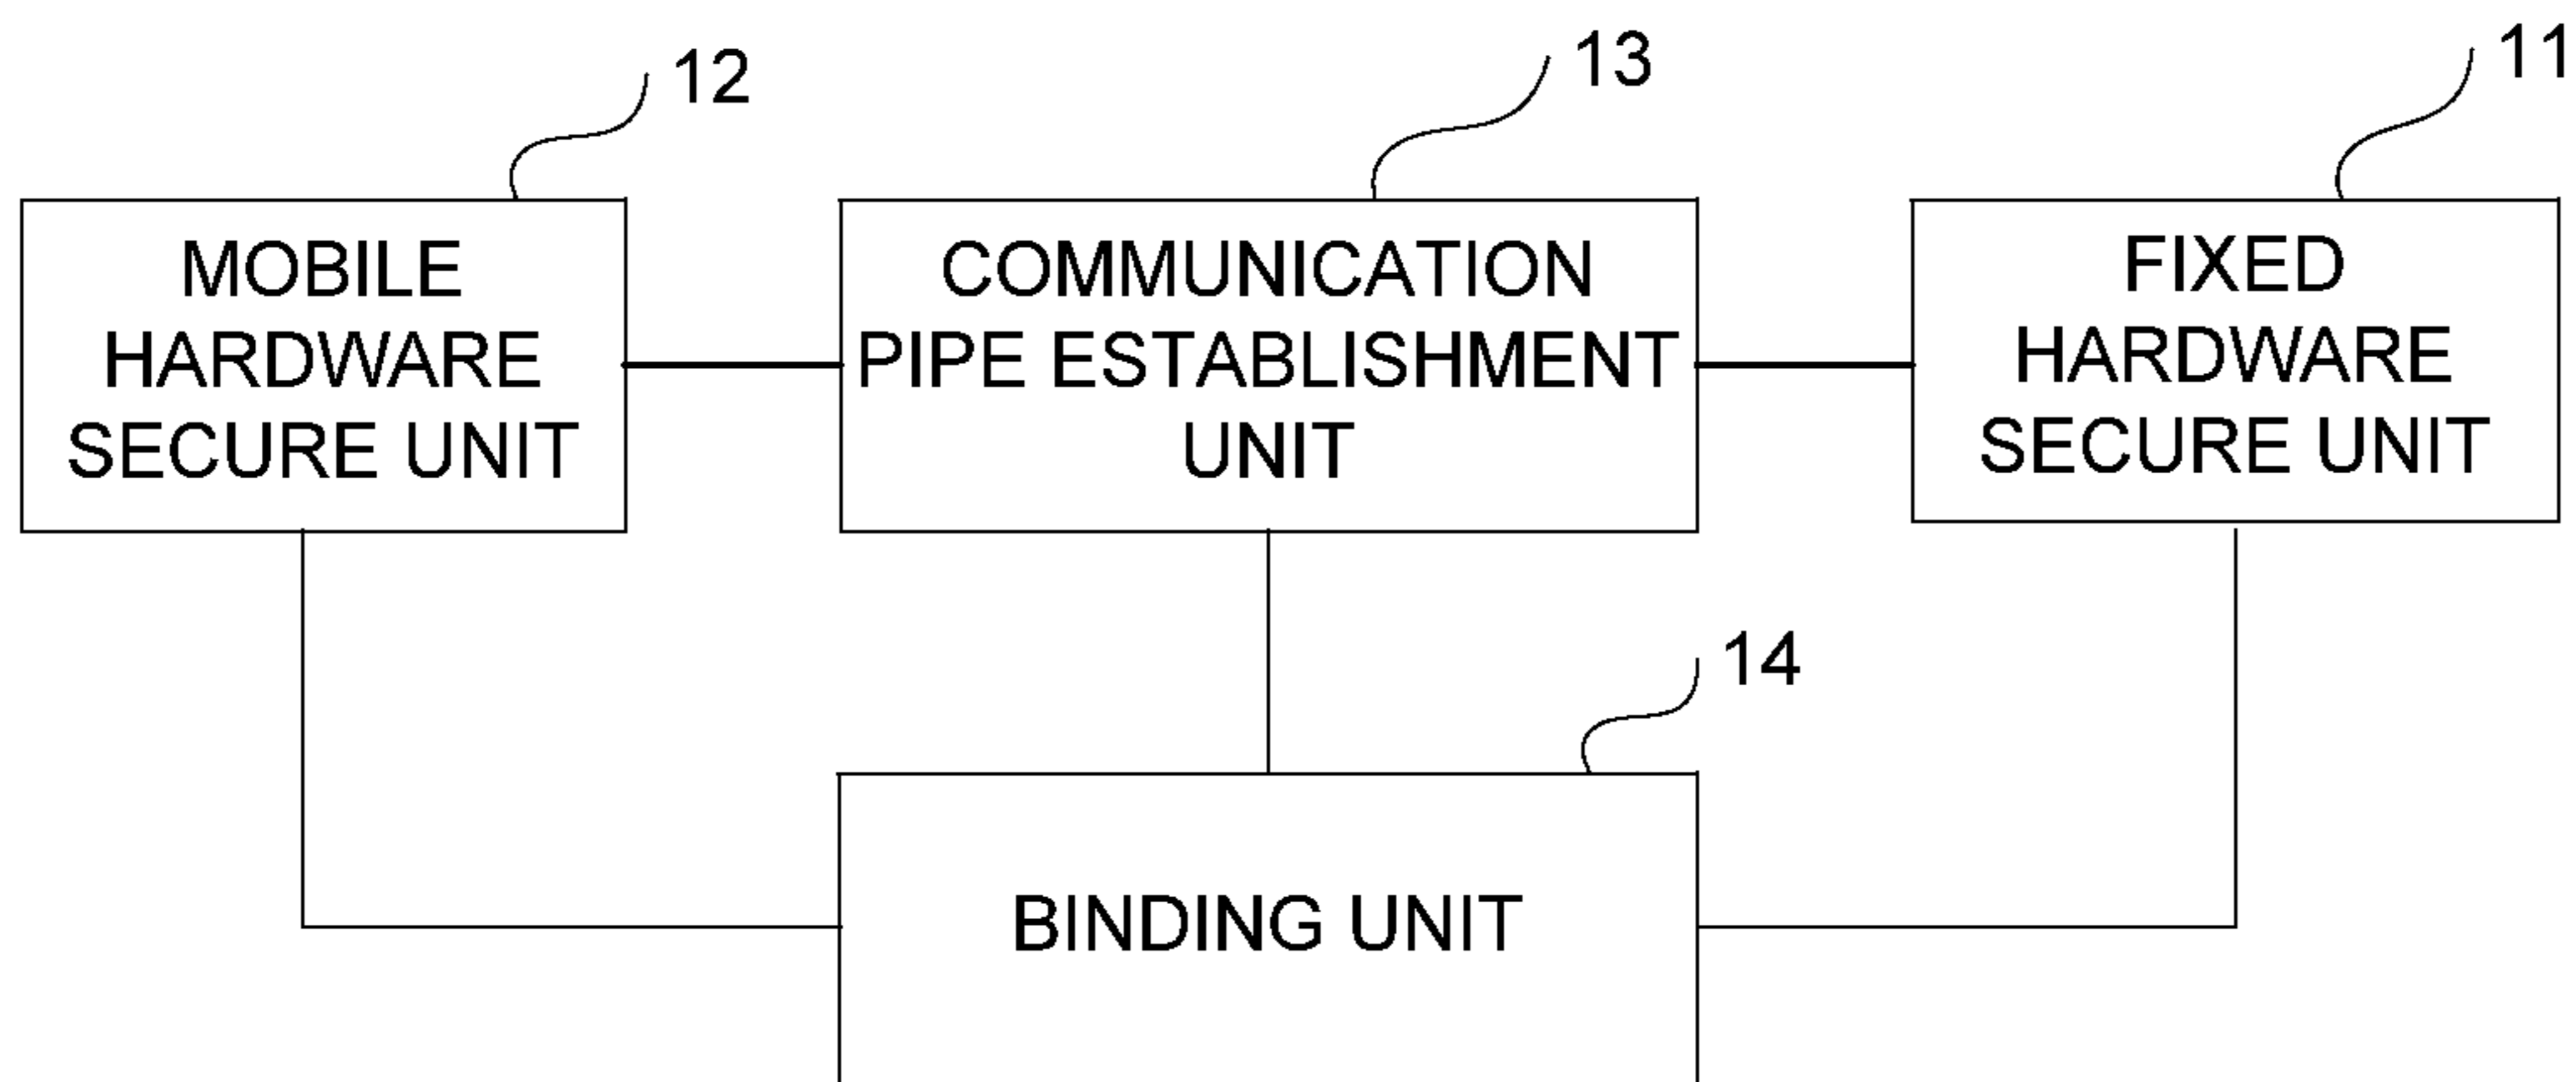 12
13
11
MOBILE
HARDWARE
SECURE UNIT
COMMUNICATION
PIPE ESTABLISHMENT
UNIT
FIXED
HARDWARE
SECURE UNIT
14
BINDING UNIT